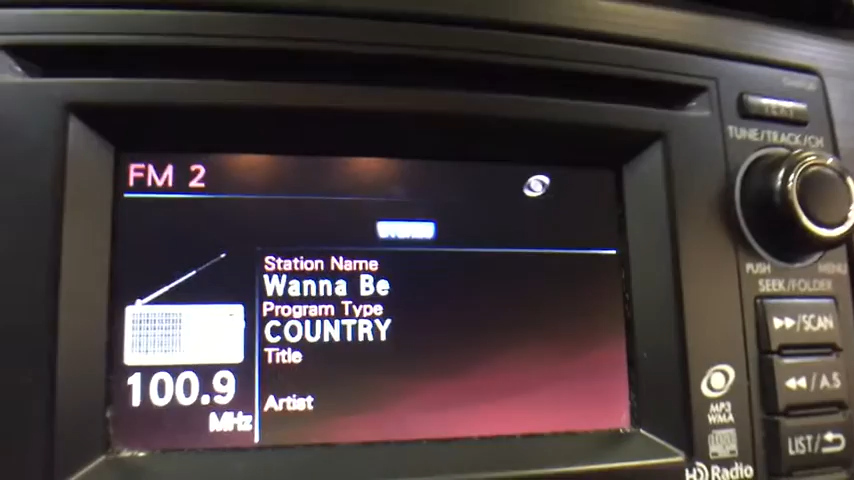 TEXT
FM 2
TUNE/TRACK/CH
STEREO
Station Name
Wanna Be
Program Type
COUNTRY
Title
100.9
MHz
Artist
PUSH MENU
SEEK/FOLDER
SCAN
/A.S
LIST/
MP3
WMA
HD Radio